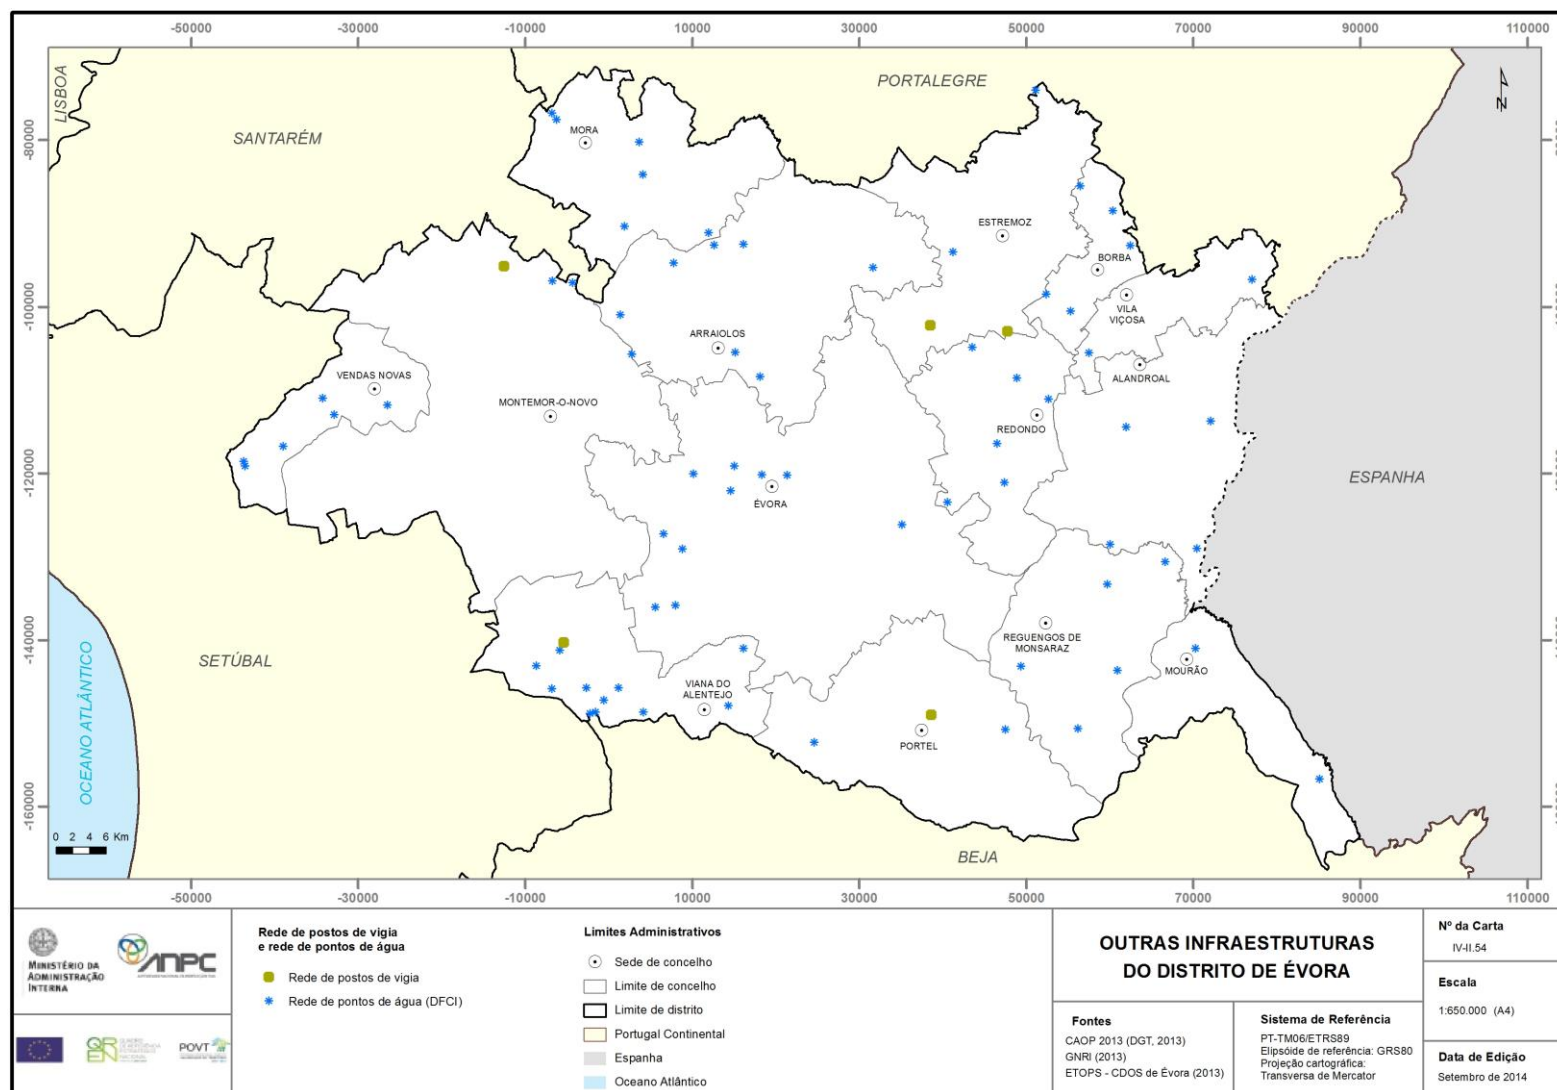 -50000 -30000 -10000 10000 30000 50000 70000 90000 110000
LISBOA
PORTALEGRE
SANTARÉM
N
MORA
-80000
ESTREMOZ
BORBA
VILA
VIÇOSA
-100000
ARRAIOLOS
ALANDROAL
VENDAS NOVAS
MONTEMOR-O-NOVO
REDONDO
-120000
ÉVORA
ESPANHA
REGUENGOS DE
MONSARAZ
-140000
SETÚBAL
MOURÃO
VIANA DO
ALENTEJO
OCEANO ATLÂNTICO
PORTEL
-160000
0 2 4 6 Km
BEJA
-50000 -30000 -10000 10000 30000 50000 70000 90000 110000
MINISTÉRIO DA
ADMINISTRAÇÃO
INTERNA
ANPC
QREN
QUADRO
DE REFERÊNCIA
ESTRATÉGICO
NACIONAL
POVT
Rede de postos de vigia
e rede de pontos de água
Rede de postos de vigia
Rede de pontos de água (DFCI)
Limites Administrativos
Sede de concelho
Limite de concelho
Limite de distrito
Portugal Continental
Espanha
Oceano Atlântico
OUTRAS INFRAESTRUTURAS
DO DISTRITO DE ÉVORA
Fontes
CAOP 2013 (DGT, 2013)
GNRI (2013)
ETOPS - CDOS de Évora (2013)
Sistema de Referência
PT-TM06/ETRS89
Elipsóide de referência: GRS80
Projeção cartográfica:
Transversa de Mercator
Nº da Carta
IV-II.54
Escala
1:650.000 (A4)
Data de Edição
Setembro de 2014